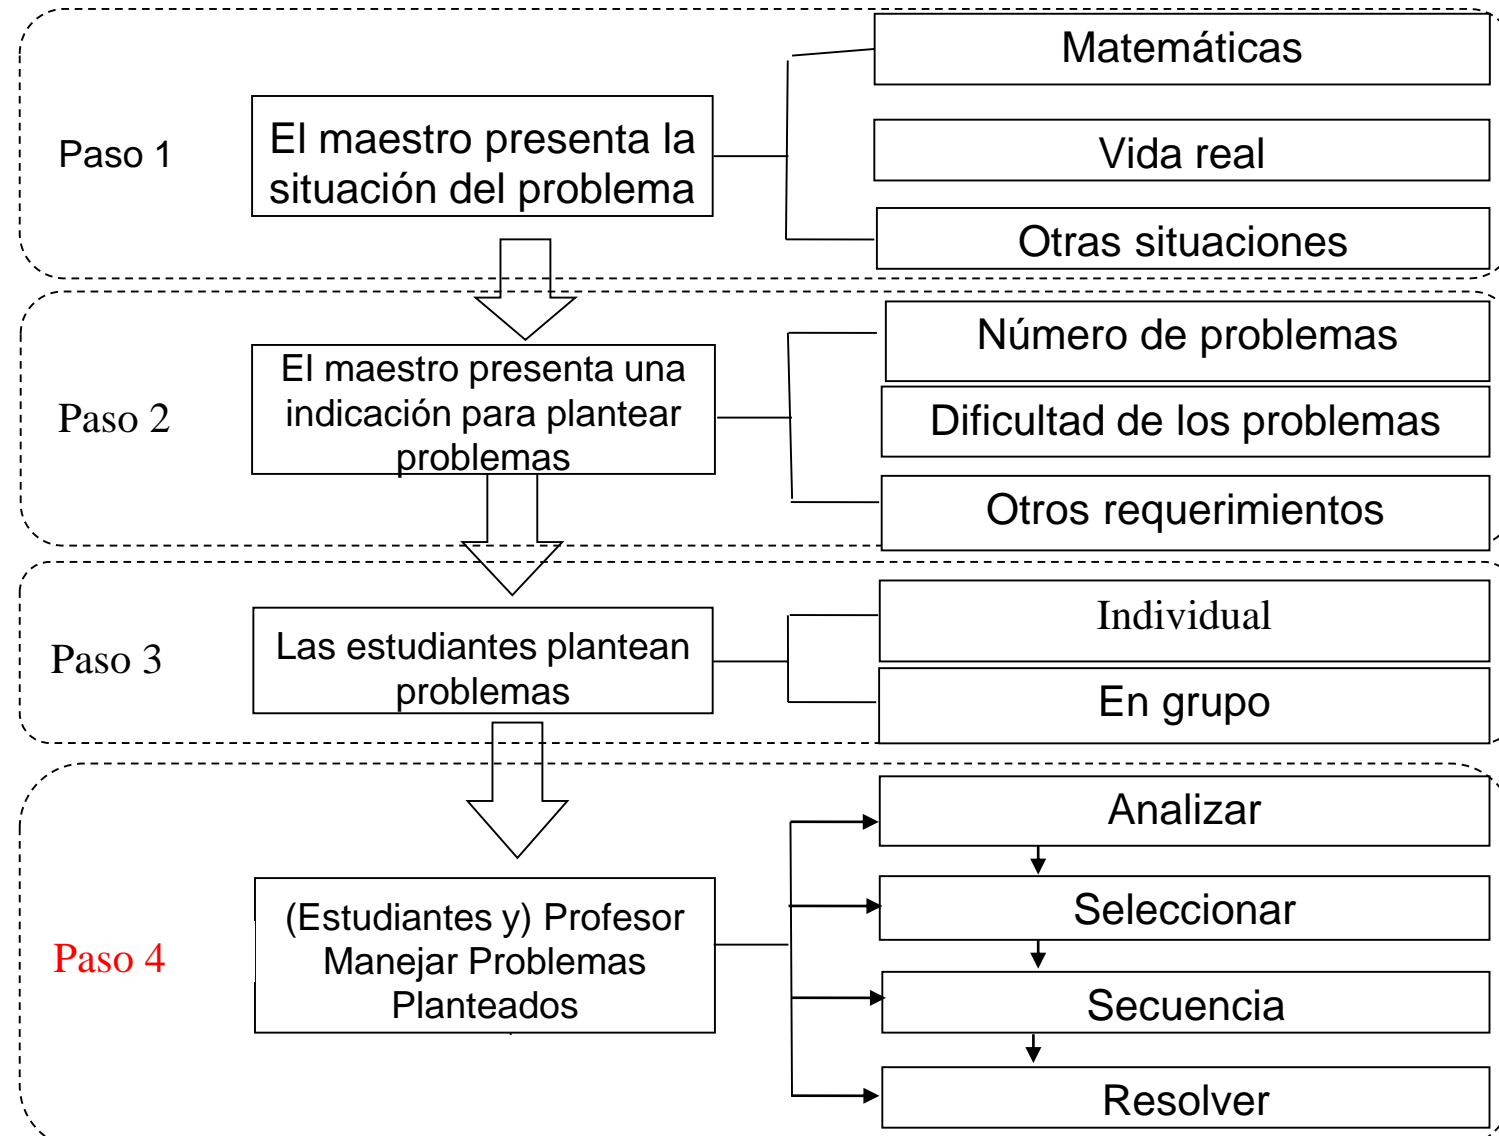 Paso 1
El maestro presenta la
situación del problema
Matemáticas
Vida real
Otras situaciones
Paso 2
El maestro presenta una
indicación para plantear
problemas
Número de problemas
Dificultad de los problemas
Otros requerimientos
Paso 3
Las estudiantes plantean
problemas
Individual
En grupo
Paso 4
(Estudiantes y) Profesor
Manejar Problemas
Planteados
Analizar
Seleccionar
Secuencia
Resolver